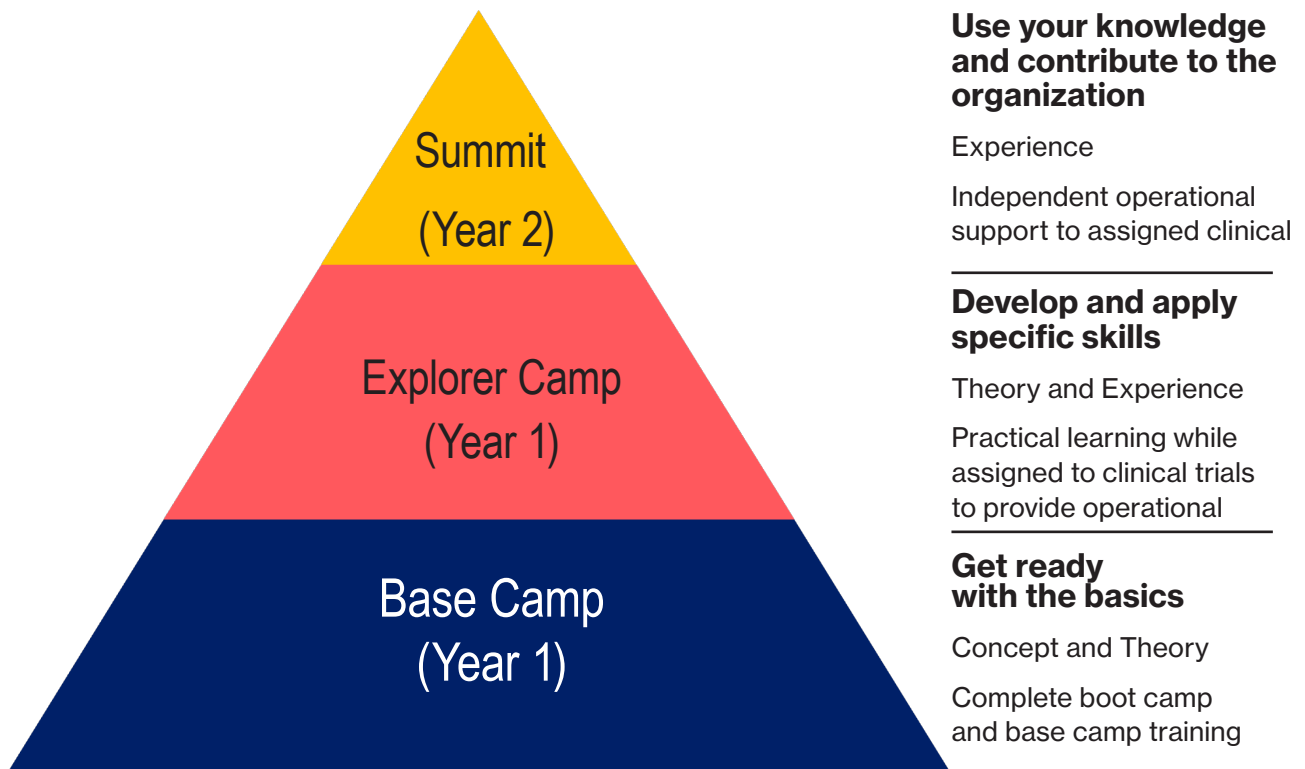 Summit
(Year 2)
Explorer Camp
(Year 1)
Base Camp
(Year 1)
Use your knowledge
and contribute to the
organization
Experience
Independent operational
support to assigned clinical
Develop and apply
specific skills
Theory and Experience
Practical learning while
assigned to clinical trials
to provide operational
Get ready
with the basics
Concept and Theory
Complete boot camp
and base camp training